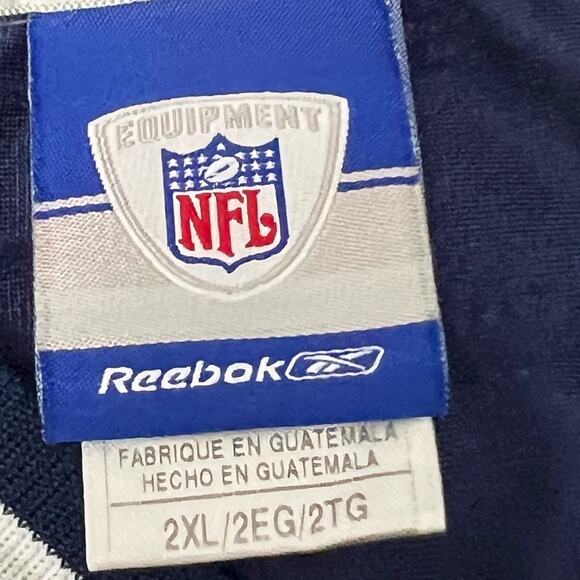 EQUIPMENT
NFL
Reebok
FABRIQUE EN GUATEMALA
HECHO EN GUATEMALA
2XL/2EG/2TG